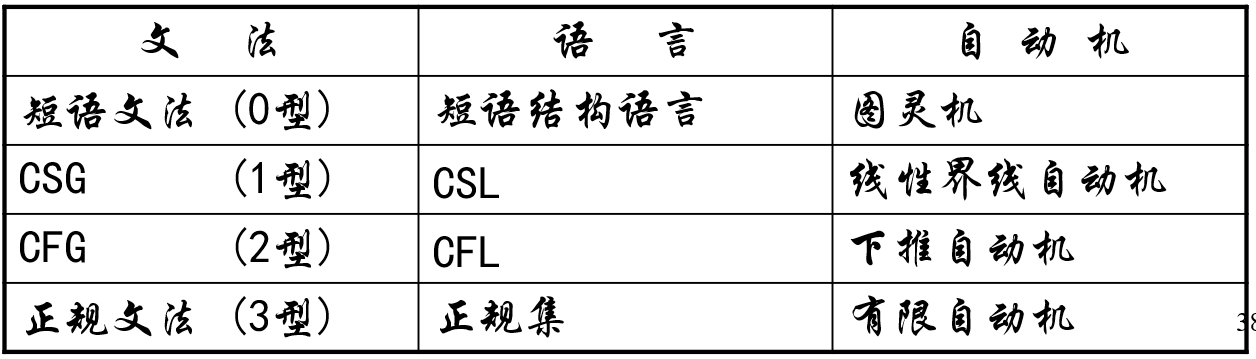 文 法 语 言 自 动 机
短语文法 (0型) 短语结构语言 图灵机
CSG (1型) CSL 线性界线自动机
CFG (2型) CFL 下推自动机
正规文法 (3型) 正规集 有限自动机
38